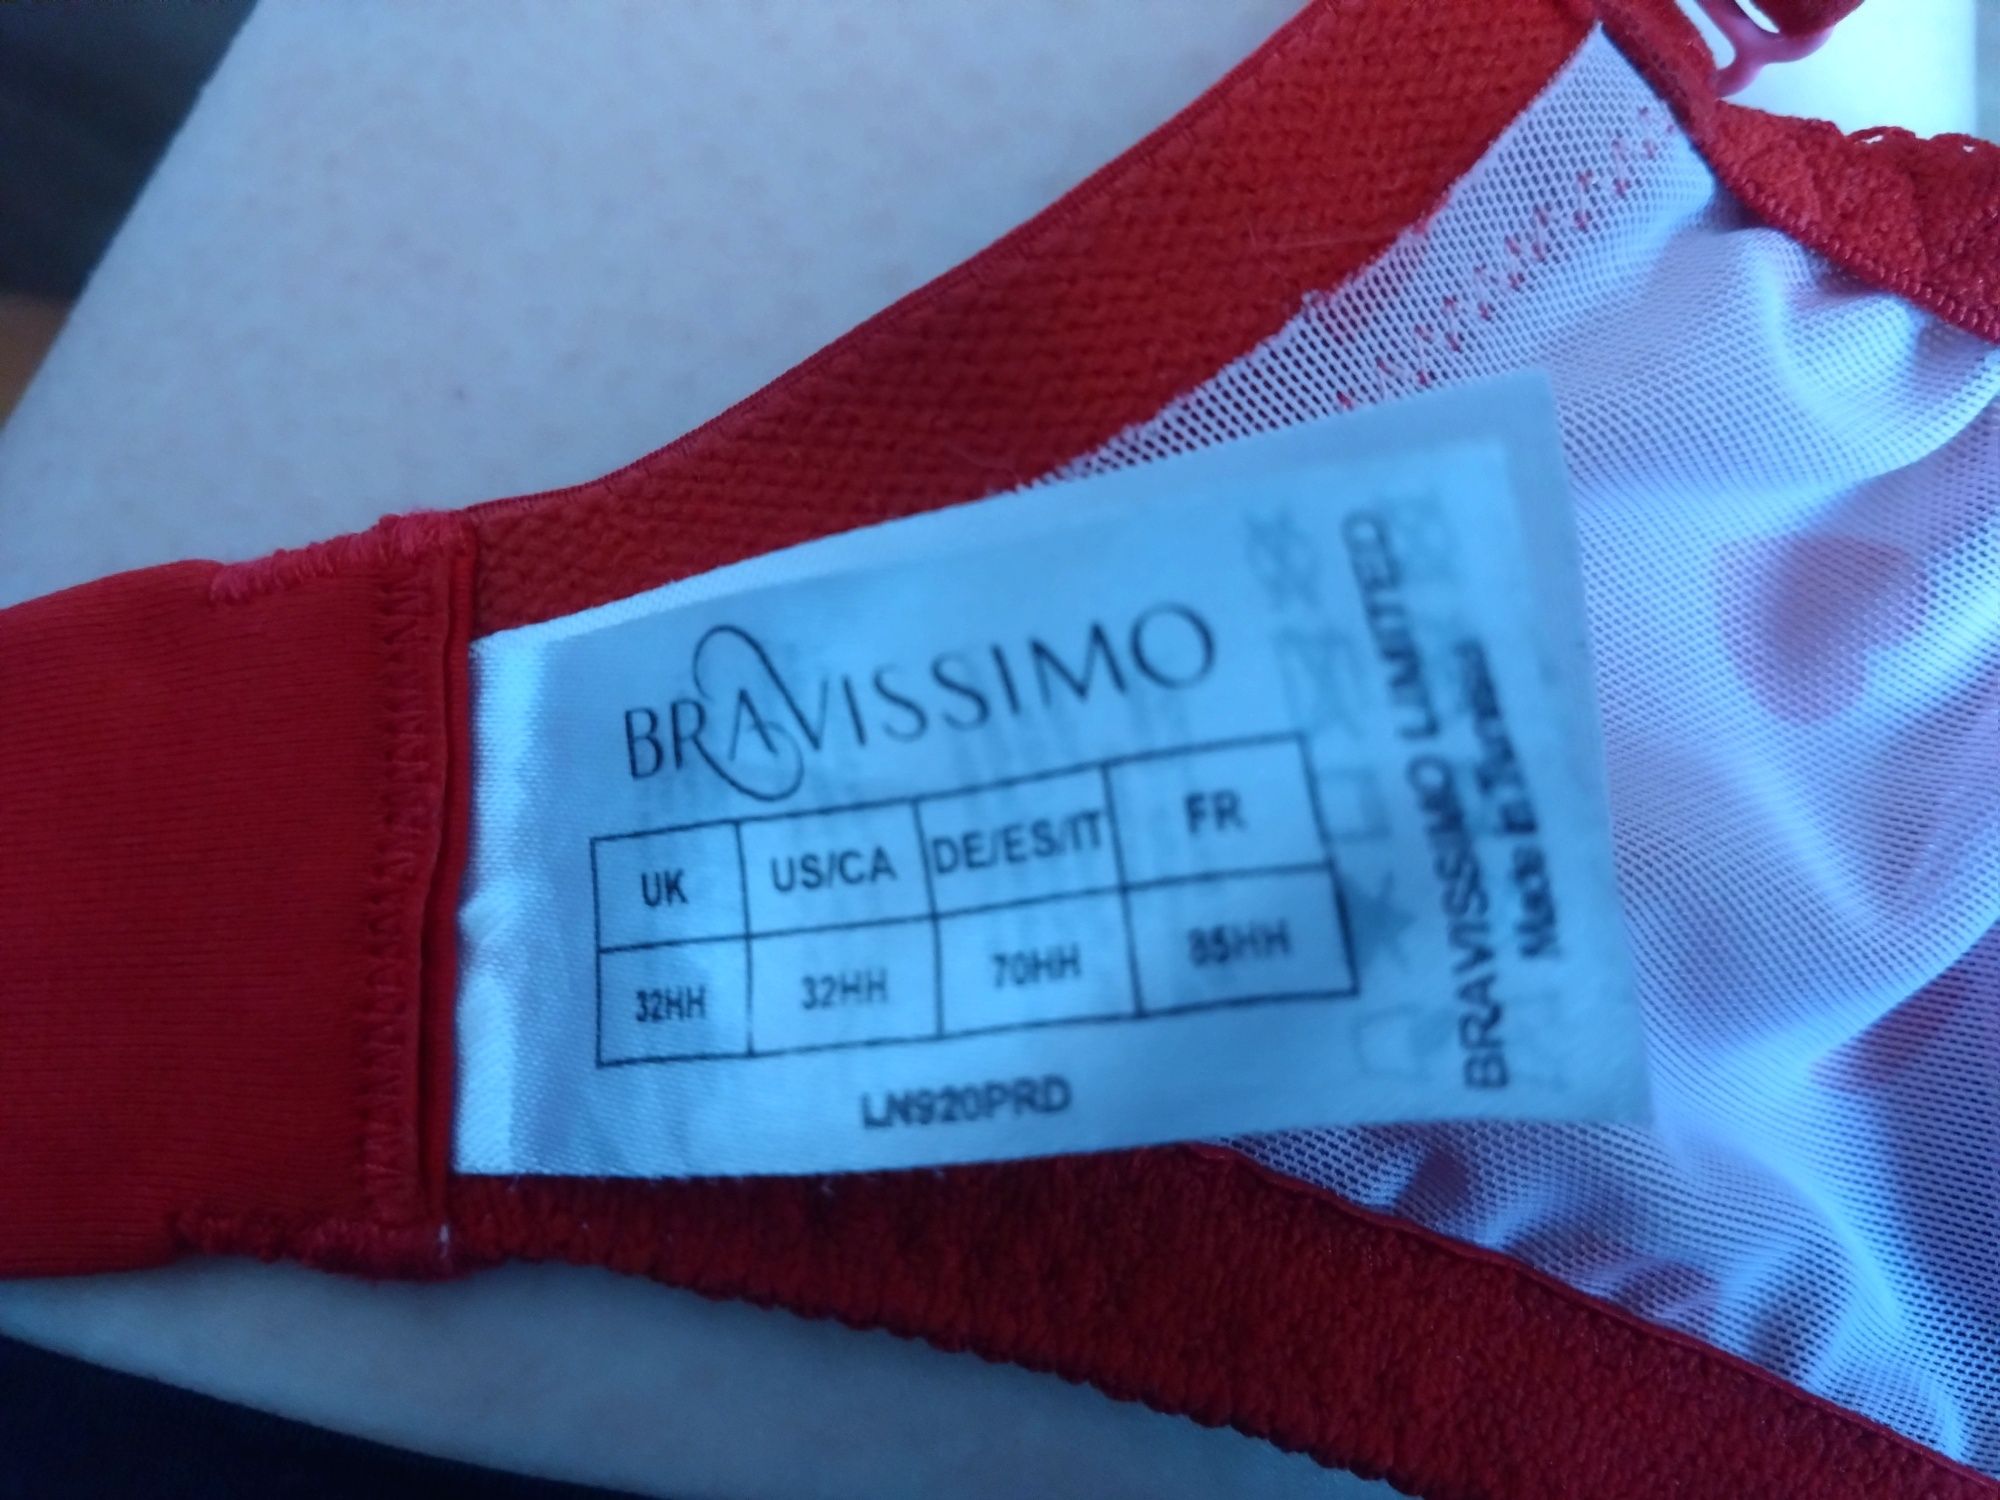 BRAVISSIMO
UK US/CA DE/ES/IT FR
32HH 32HH 70HH 85HH
LN920PRD
BRAVISSIMO LIMITED